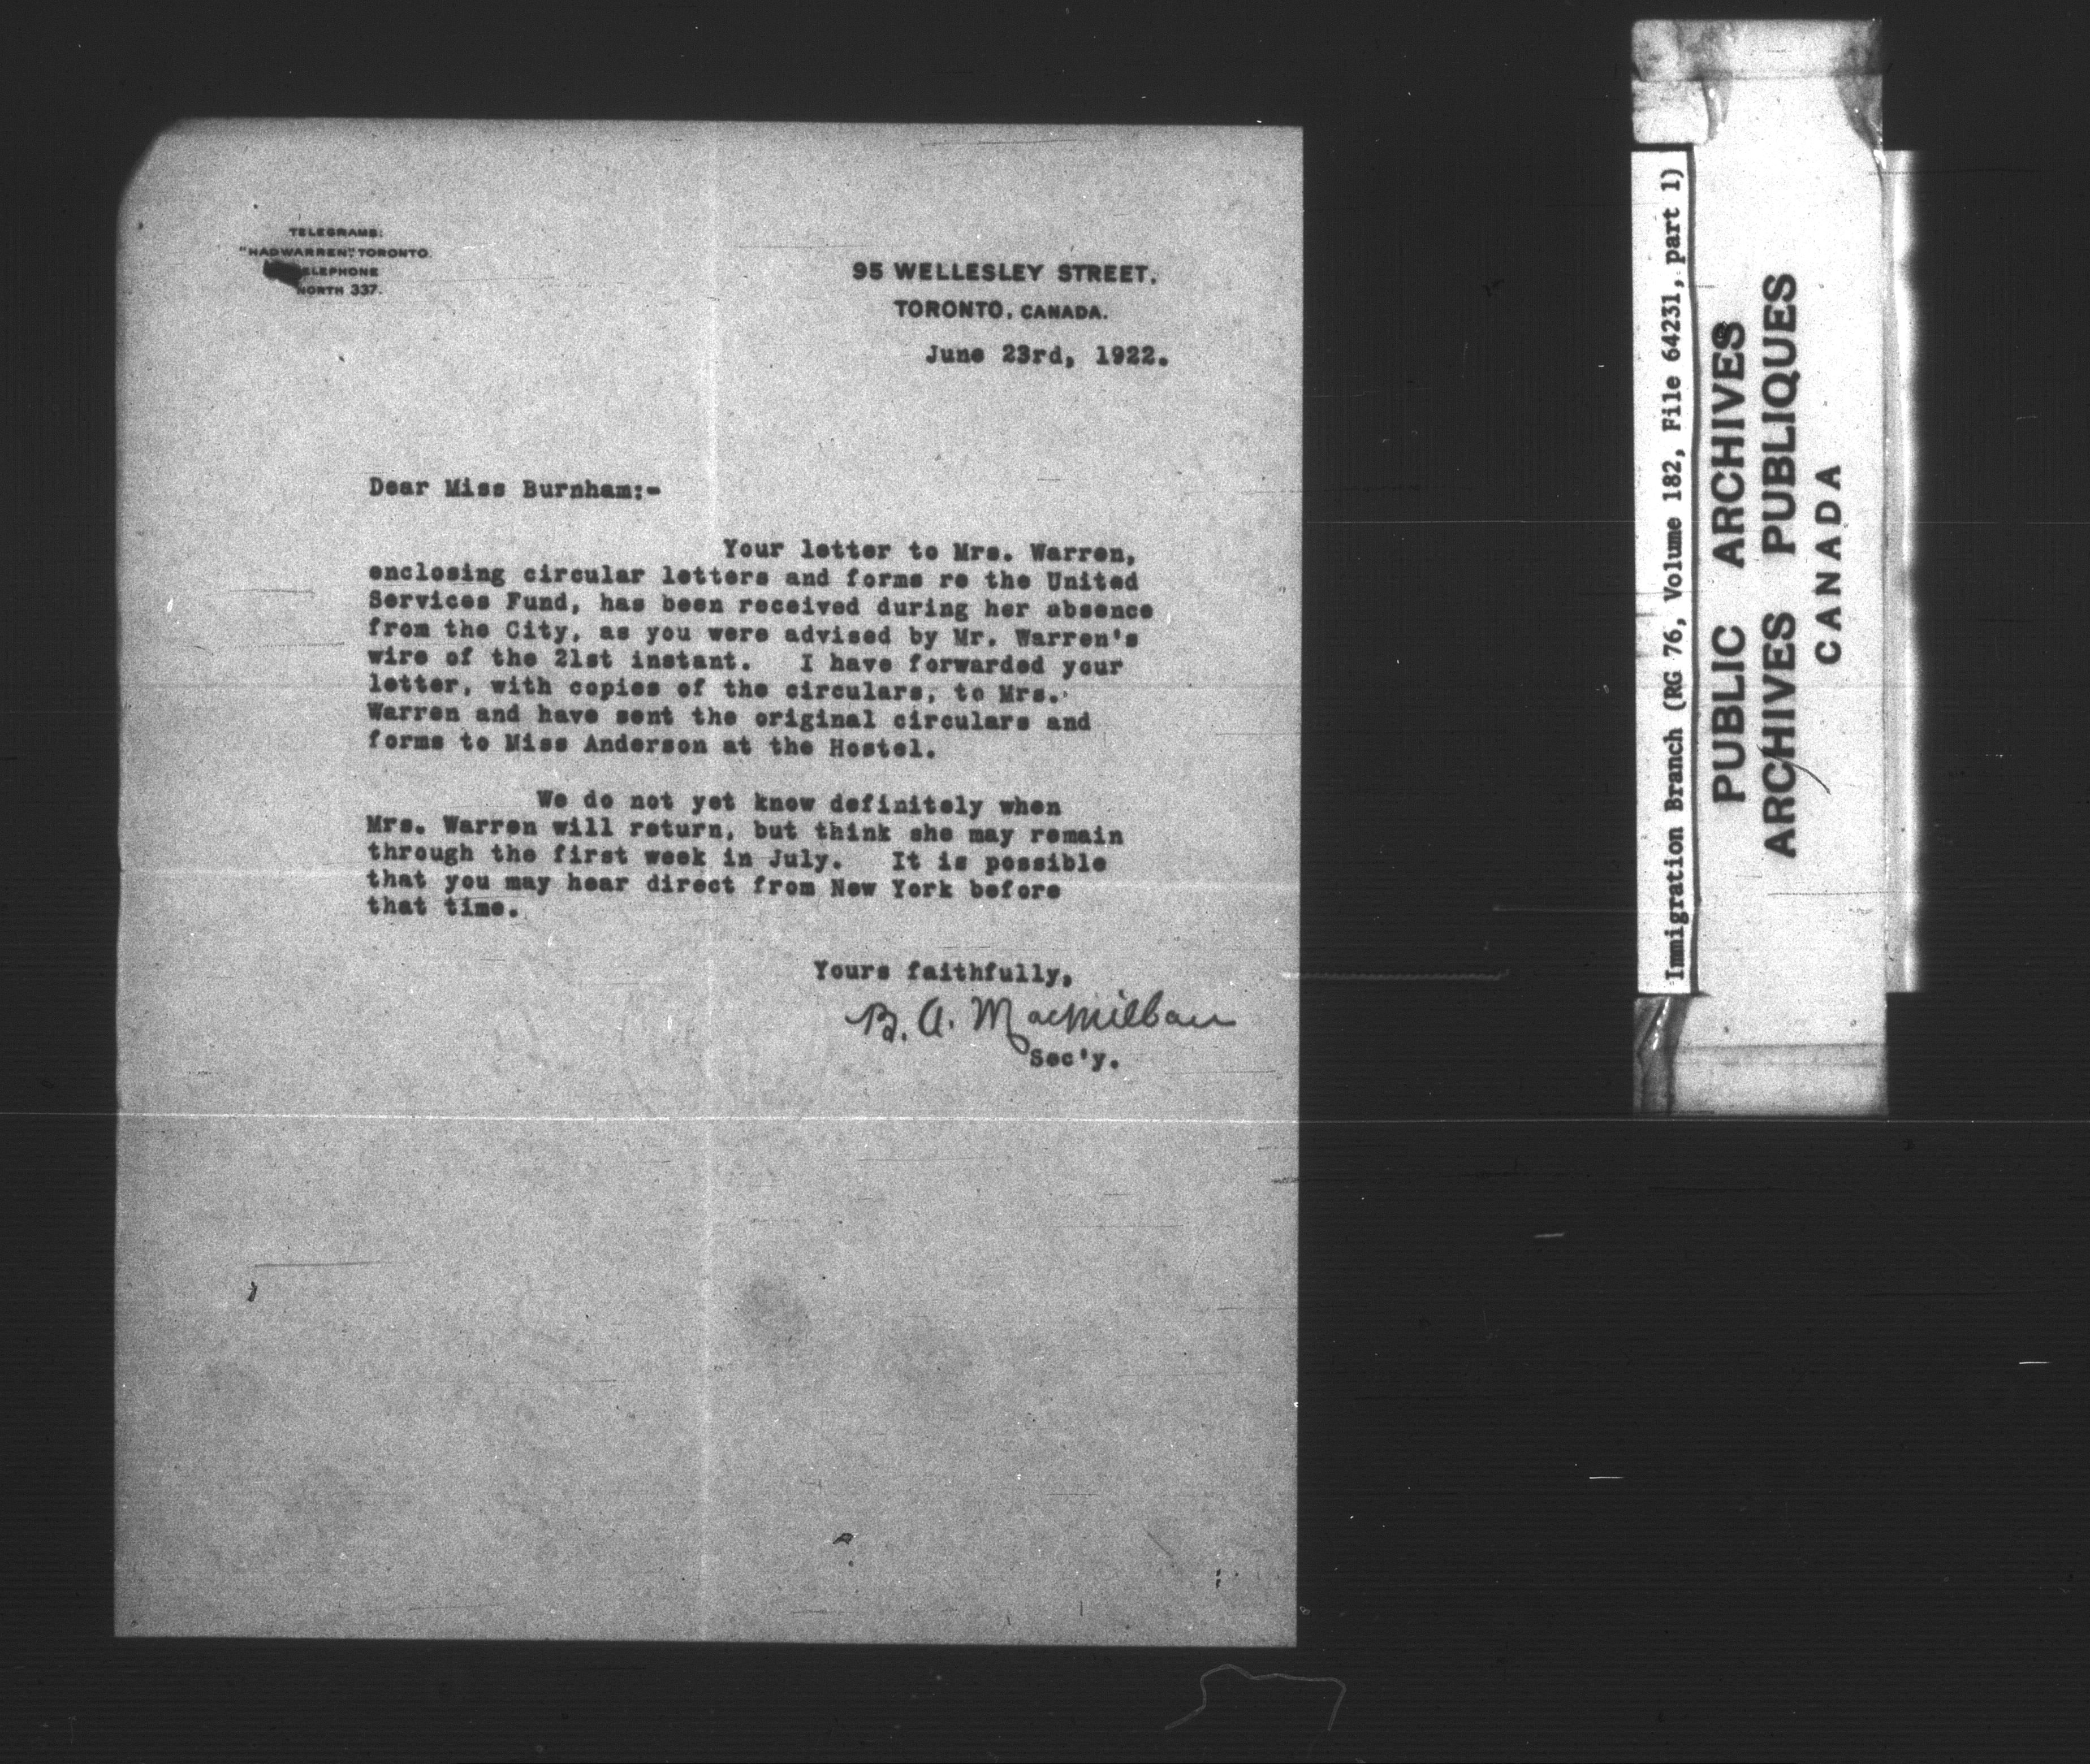 TELEGRAMS:
"HADWARREN", TORONTO.
TELEPHONE
NORTH 337.
95 WELLESLEY STREET,
TORONTO, CANADA.
June 23rd, 1922.
Dear Miss Burnham:-
Your letter to Mrs. Warren,
enclosing circular letters and forms re the United
Services Fund, has been received during her absence
from the City, as you were advised by Mr. Warren's
wire of the 21st instant. I have forwarded your
letter, with copies of the circulars, to Mrs.
Warren and have sent the original circulars and
forms to Miss Anderson at the Hostel.
We do not yet know definitely when
Mrs. Warren will return, but think she may remain
through the first week in July. It is possible
that you may hear direct from New York before
that time.
Yours faithfully,
B. A. MacMillan
Sec'y.
Immigration Branch (RG 76, Volume 182, File 64231, part 1)
PUBLIC ARCHIVES
ARCHIVES PUBLIQUES
CANADA